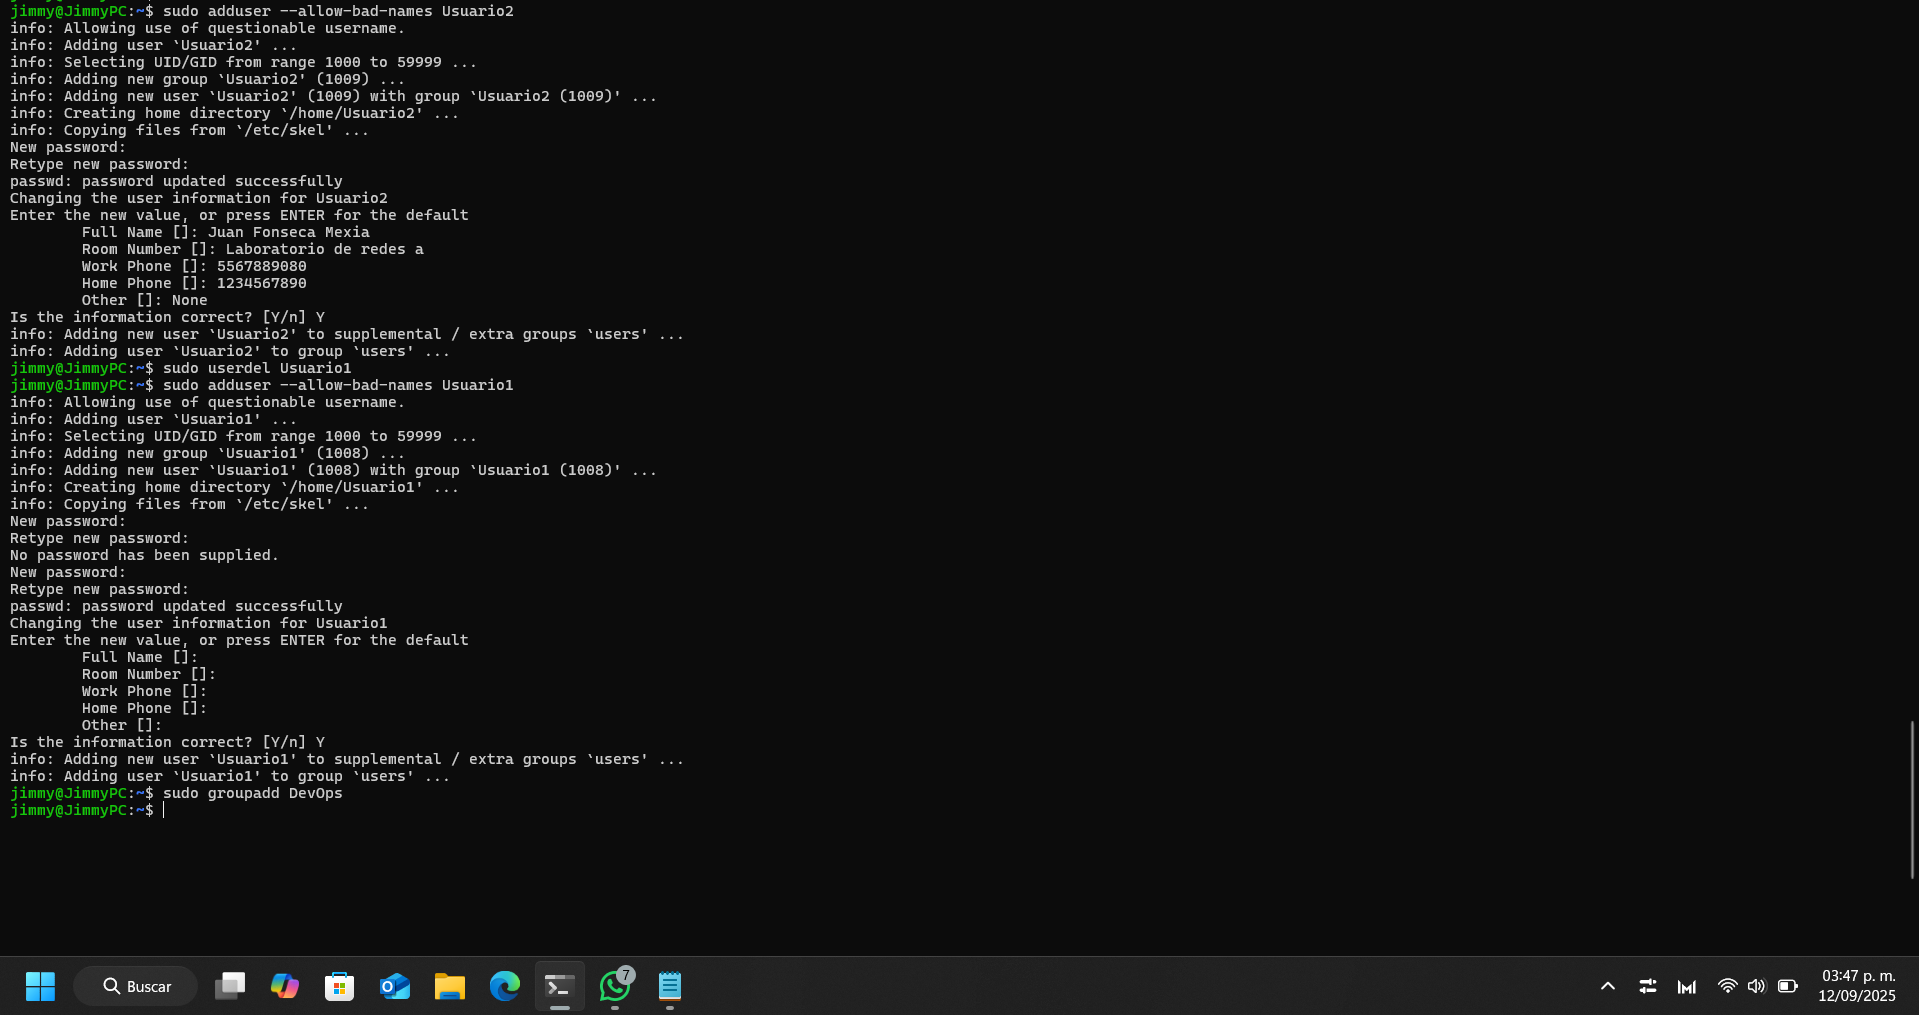 jimmy@JimmyPC:~$ sudo adduser --allow-bad-names Usuario2
info: Allowing use of questionable username.
info: Adding user `Usuario2' ...
info: Selecting UID/GID from range 1000 to 59999 ...
info: Adding new group `Usuario2' (1009) ...
info: Adding new user `Usuario2' (1009) with group `Usuario2 (1009)' ...
info: Creating home directory `/home/Usuario2' ...
info: Copying files from `/etc/skel' ...
New password:
Retype new password:
passwd: password updated successfully
Changing the user information for Usuario2
Enter the new value, or press ENTER for the default
        Full Name []: Juan Fonseca Mexia
        Room Number []: Laboratorio de redes a
        Work Phone []: 5567889080
        Home Phone []: 1234567890
        Other []: None
Is the information correct? [Y/n] Y
info: Adding new user `Usuario2' to supplemental / extra groups `users' ...
info: Adding user `Usuario2' to group `users' ...
jimmy@JimmyPC:~$ sudo userdel Usuario1
jimmy@JimmyPC:~$ sudo adduser --allow-bad-names Usuario1
info: Allowing use of questionable username.
info: Adding user `Usuario1' ...
info: Selecting UID/GID from range 1000 to 59999 ...
info: Adding new group `Usuario1' (1008) ...
info: Adding new user `Usuario1' (1008) with group `Usuario1 (1008)' ...
info: Creating home directory `/home/Usuario1' ...
info: Copying files from `/etc/skel' ...
New password:
Retype new password:
No password has been supplied.
New password:
Retype new password:
passwd: password updated successfully
Changing the user information for Usuario1
Enter the new value, or press ENTER for the default
        Full Name []:
        Room Number []:
        Work Phone []:
        Home Phone []:
        Other []:
Is the information correct? [Y/n] Y
info: Adding new user `Usuario1' to supplemental / extra groups `users' ...
info: Adding user `Usuario1' to group `users' ...
jimmy@JimmyPC:~$ sudo groupadd DevOps
jimmy@JimmyPC:~$
Buscar
7
03:47 p. m.
12/09/2025